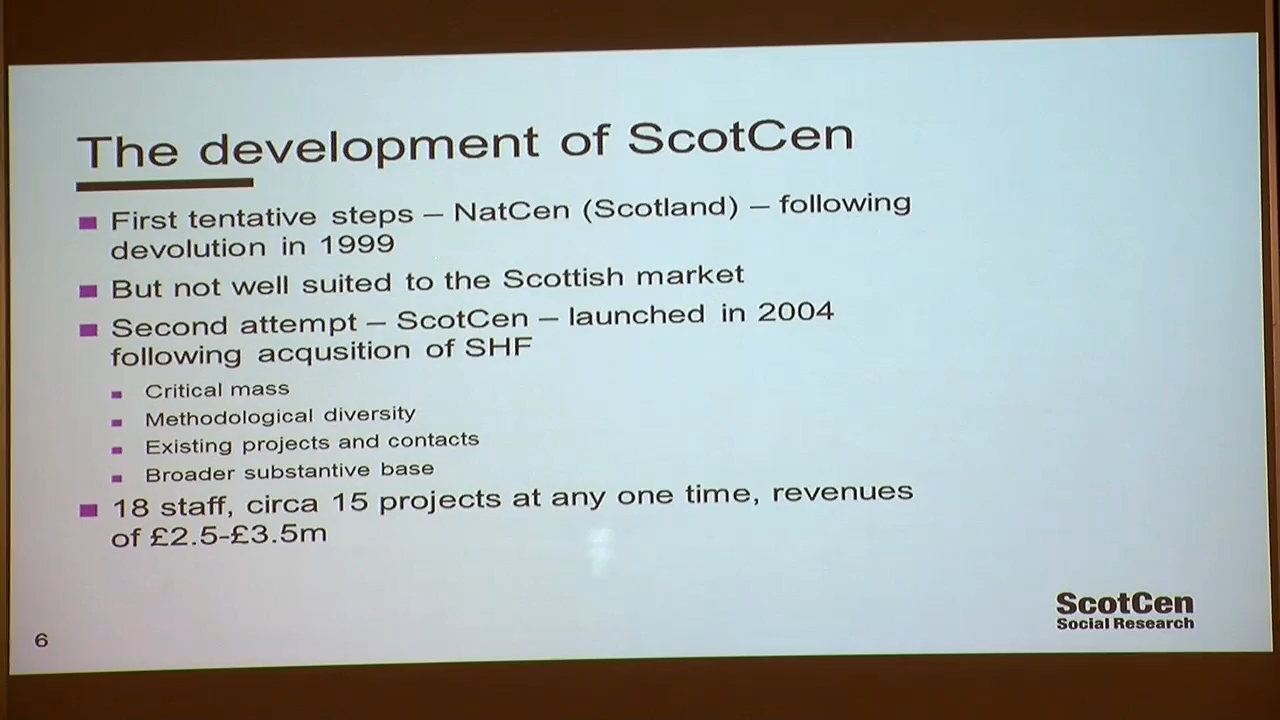 The development of ScotCen
First tentative steps – NatCen (Scotland) – following
devolution in 1999
But not well suited to the Scottish market
Second attempt – ScotCen – launched in 2004
following acqusition of SHF
Critical mass
Methodological diversity
Existing projects and contacts
Broader substantive base
18 staff, circa 15 projects at any one time, revenues
of £2.5-£3.5m
ScotCen
Social Research
6